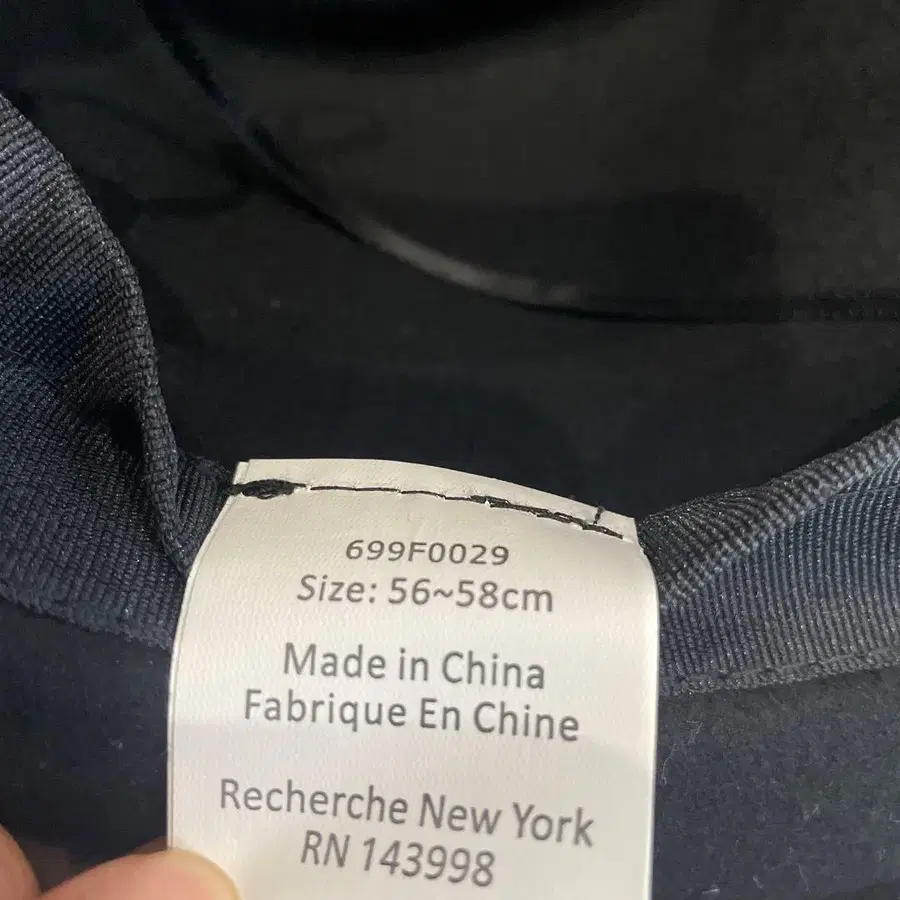 699F0029
Size: 56~58cm
Made in China
Fabrique En Chine
Recherche New York
RN 143998